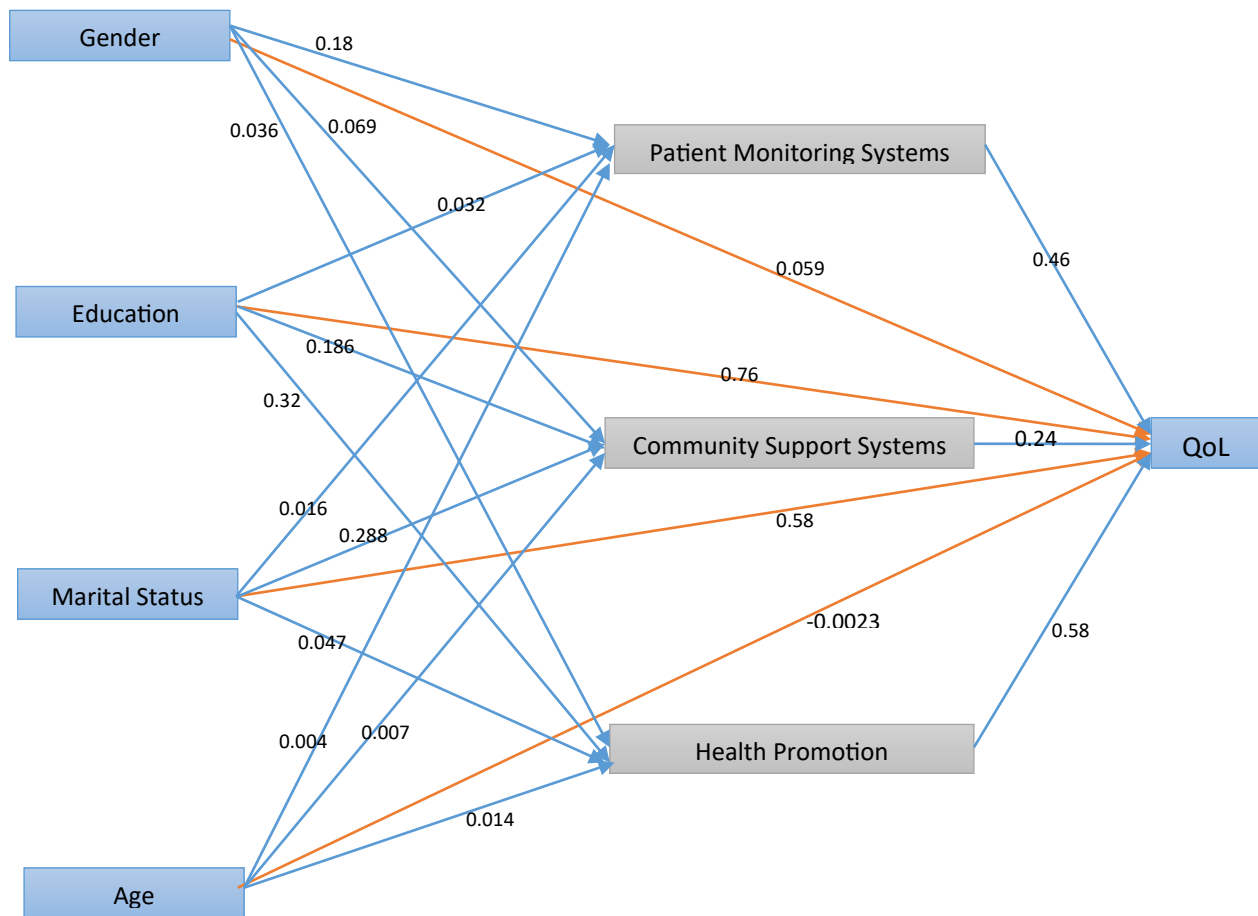 Gender
0.18
0.036
0.069
Patient Monitoring Systems
0.032
0.059
0.46
Education
0.186
0.76
0.32
Community Support Systems
0.24
QoL
0.016
0.288
0.58
Marital Status
-0.0023
0.58
0.047
0.004
0.007
Health Promotion
0.014
Age